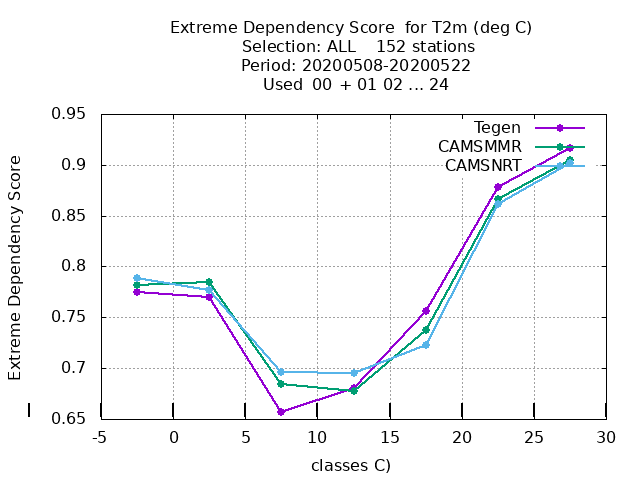 Extreme Dependency Score for T2m (deg C)
Selection: ALL 152 stations
Period: 20200508-20200522
Used 00 + 01 02 ... 24
Tegen
CAMSMMR
CAMSNRT
Extreme Dependency Score
0.95
0.9
0.85
0.8
0.75
0.7
0.65
-5 0 5 10 15 20 25 30
classes C)